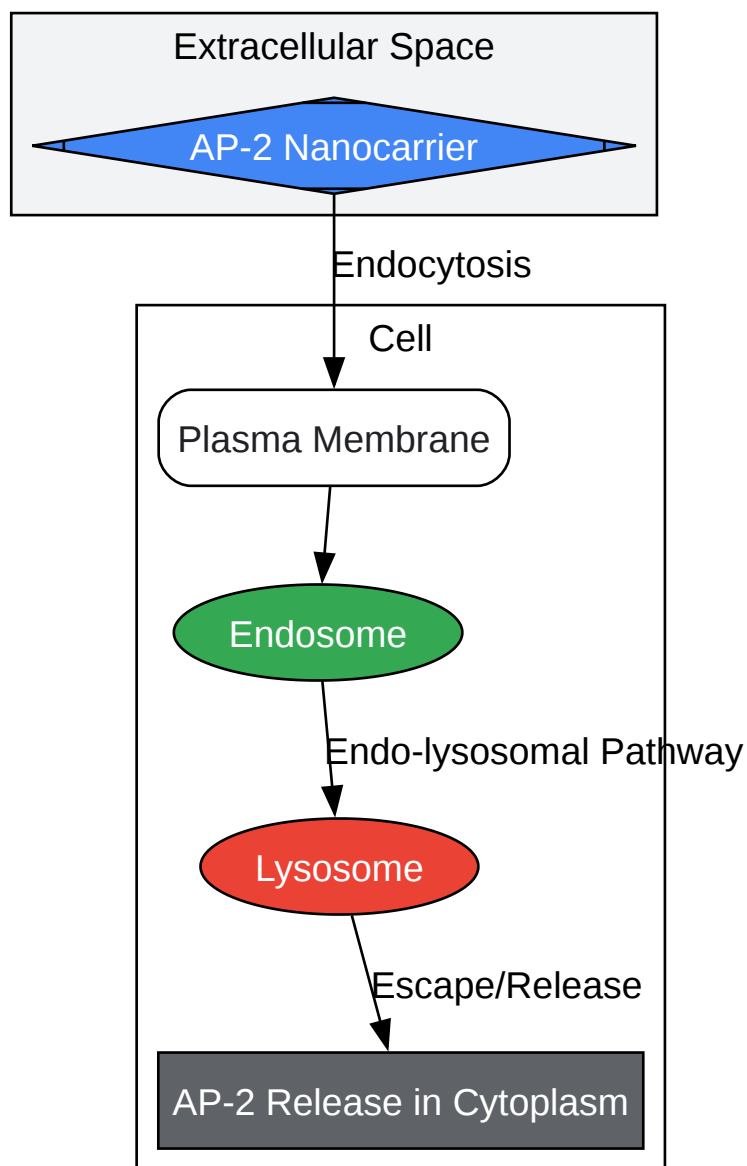 Extracellular Space
AP-2 Nanocarrier
Endocytosis
Cell
Plasma Membrane
Endosome
Endo-lysosomal Pathway
Lysosome
Escape/Release
AP-2 Release in Cytoplasm